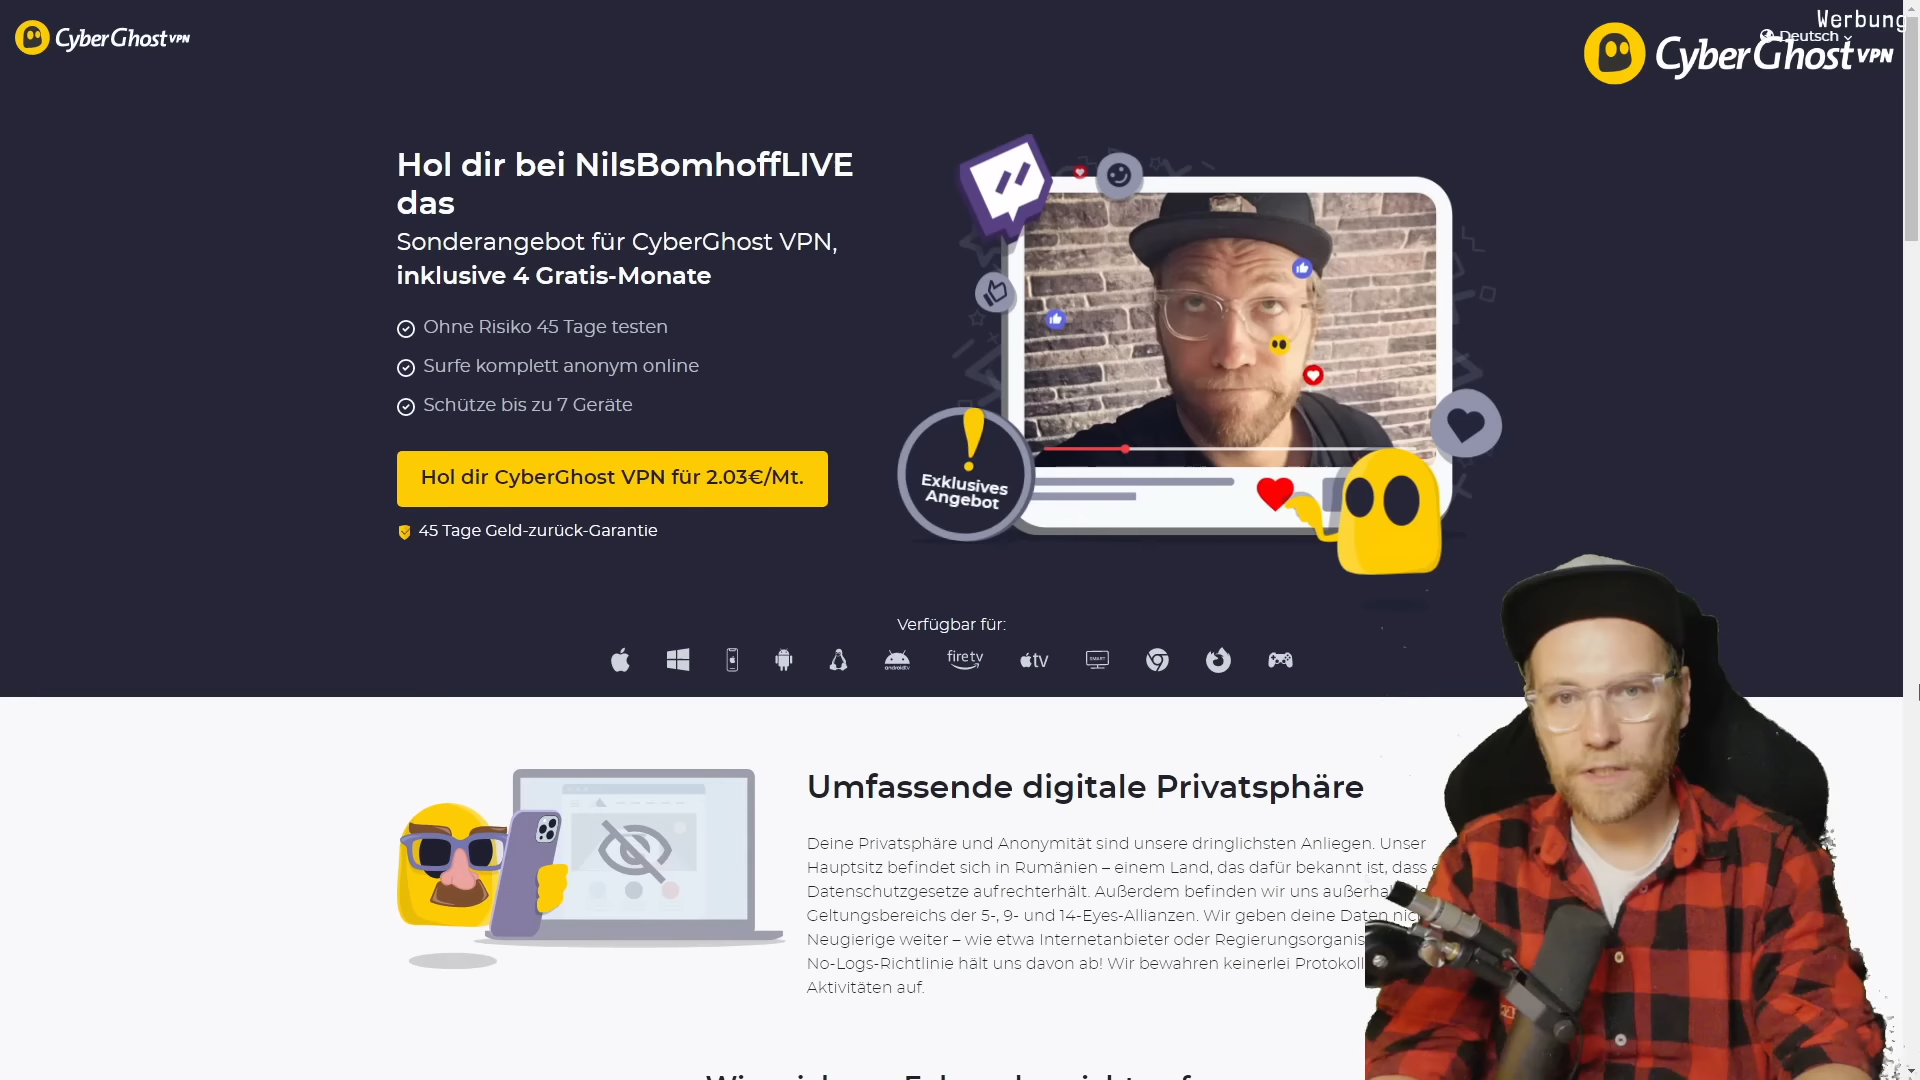 CyberGhost VPN
Werbung
Deutsch
CyberGhost VPN
Hol dir bei NilsBomhoffLIVE
das
Sonderangebot für CyberGhost VPN,
inklusive 4 Gratis-Monate
Ohne Risiko 45 Tage testen
Surfe komplett anonym online
Schütze bis zu 7 Geräte
Hol dir CyberGhost VPN für 2.03€/Mt.
45 Tage Geld-zurück-Garantie
Exklusives
Angebot
Verfügbar für:
androidtv
firetv
tv
SMART
Umfassende digitale Privatsphäre
Deine Privatsphäre und Anonymität sind unsere dringlichsten Anliegen. Unser
Hauptsitz befindet sich in Rumänien – einem Land, das dafür bekannt ist, dass
Datenschutzgesetze aufrechterhält. Außerdem befinden wir uns
Geltungsbereichs der 5-, 9- und 14-Eyes-Allianzen. Wir geben deine Daten
Neugierige weiter – wie etwa Internetanbieter oder
No-Logs-Richtlinie hält uns davon ab! Wir bewahren keinerlei
Aktivitäten auf.